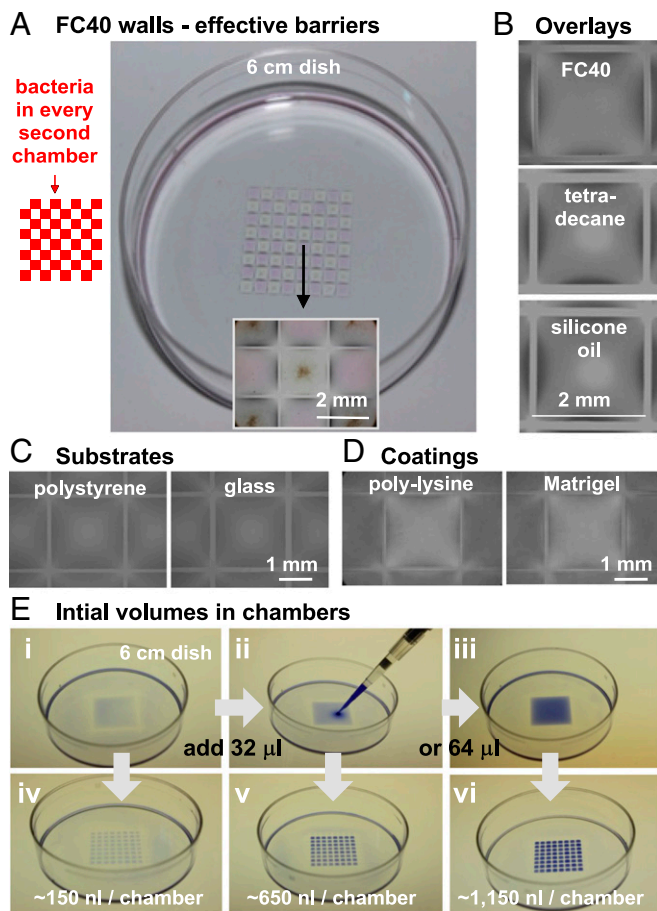 A FC40 walls - effective barriers
6 cm dish
bacteria
in every
second
chamber
2 mm
B Overlays
FC40
tetra-
decane
silicone
oil
2 mm
C Substrates
polystyrene
glass
1 mm
D Coatings
poly-lysine
Matrigel
1 mm
E Intial volumes in chambers
i
6 cm dish
ii
iii
add 32 µl
or 64 µl
iv
~150 nl / chamber
v
~650 nl / chamber
vi
~1,150 nl / chamber